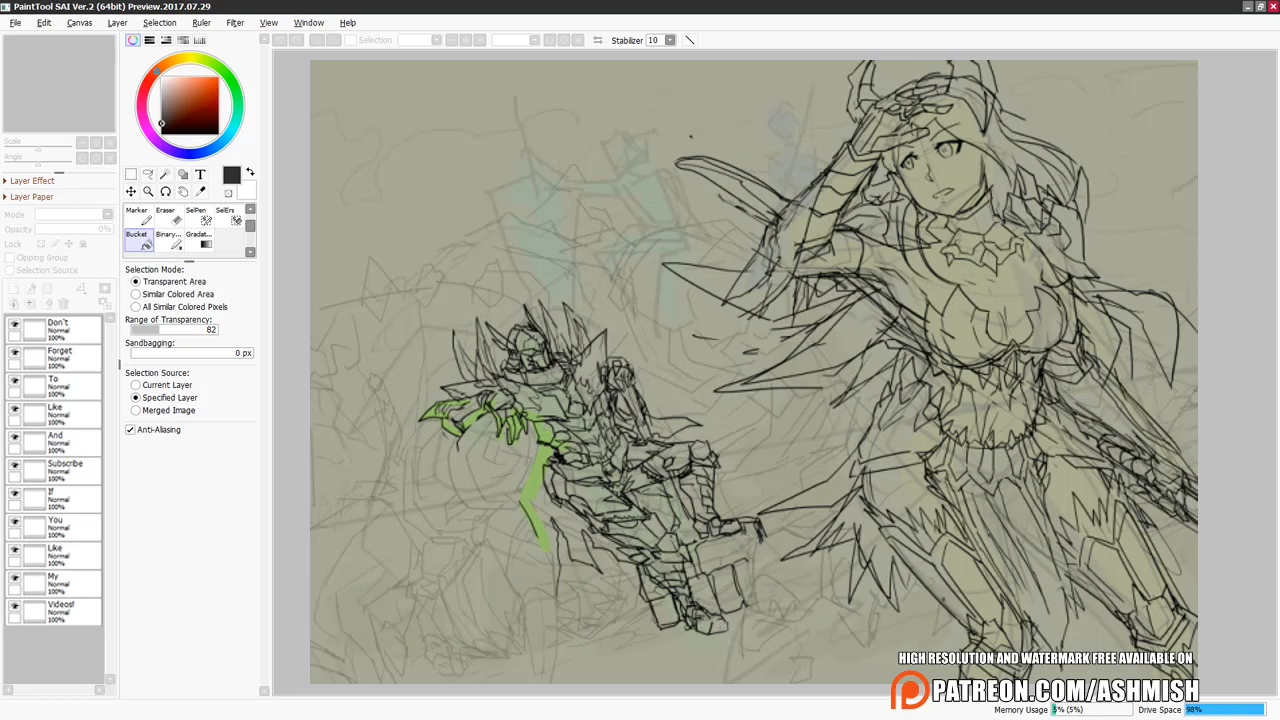 PaintTool SAI Ver.2 (64bit) Preview.2017.07.29
File Edit Canvas Layer Selection Ruler Filter View Window Help
Selection Stabilizer 10
Scale
Angle
Layer Effect
Layer Paper
Mode
Opacity 0%
Lock
Clipping Group
Selection Source
Don't
Normal
100%
Forget
Normal
100%
To
Normal
100%
Like
Normal
100%
And
Normal
100%
Subscribe
Normal
100%
If
Normal
100%
You
Normal
100%
Like
Normal
100%
My
Normal
100%
Videos!
Normal
100%
T
Marker Eraser SelPen SelErs
Bucket Binary... Gradat...
Selection Mode:
Transparent Area
Similar Colored Area
All Similar Colored Pixels
Range of Transparency:
82
Sandbagging:
0 px
Selection Source:
Current Layer
Specified Layer
Merged Image
Anti-Aliasing
HIGH RESOLUTION AND WATERMARK FREE AVAILABLE ON
PATREON.COM/ASHMISH
Memory Usage 5% (5%) Drive Space 98%